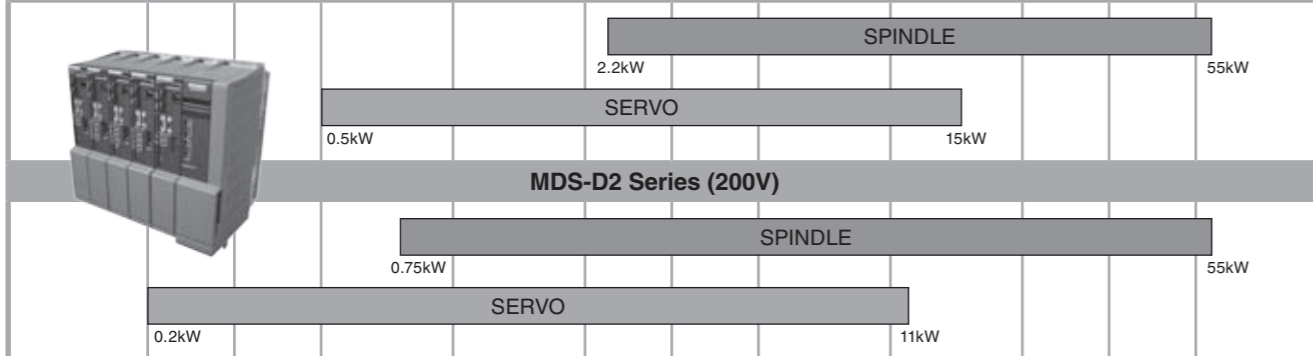 SPINDLE
2.2kW 55kW
SERVO
0.5kW 15kW
MDS-D2 Series (200V)
SPINDLE
0.75kW 55kW
SERVO
0.2kW 11kW